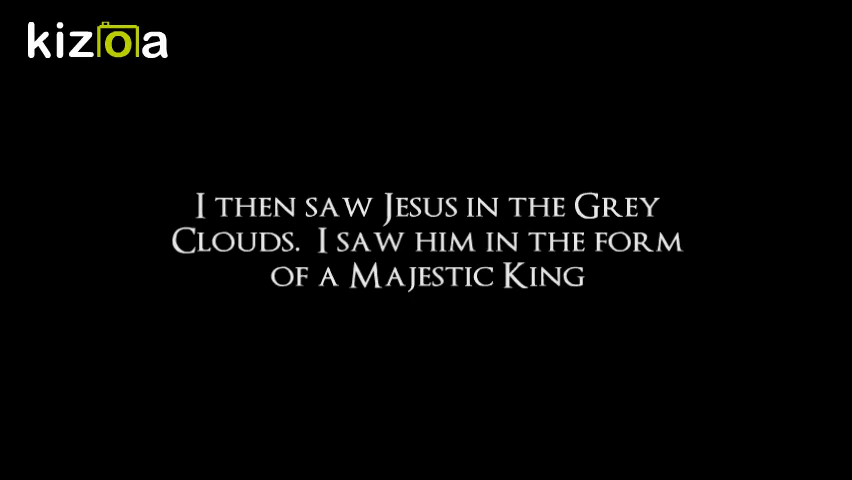 kizoa
I then saw Jesus in the Grey
Clouds.  I saw him in the form
of a Majestic King